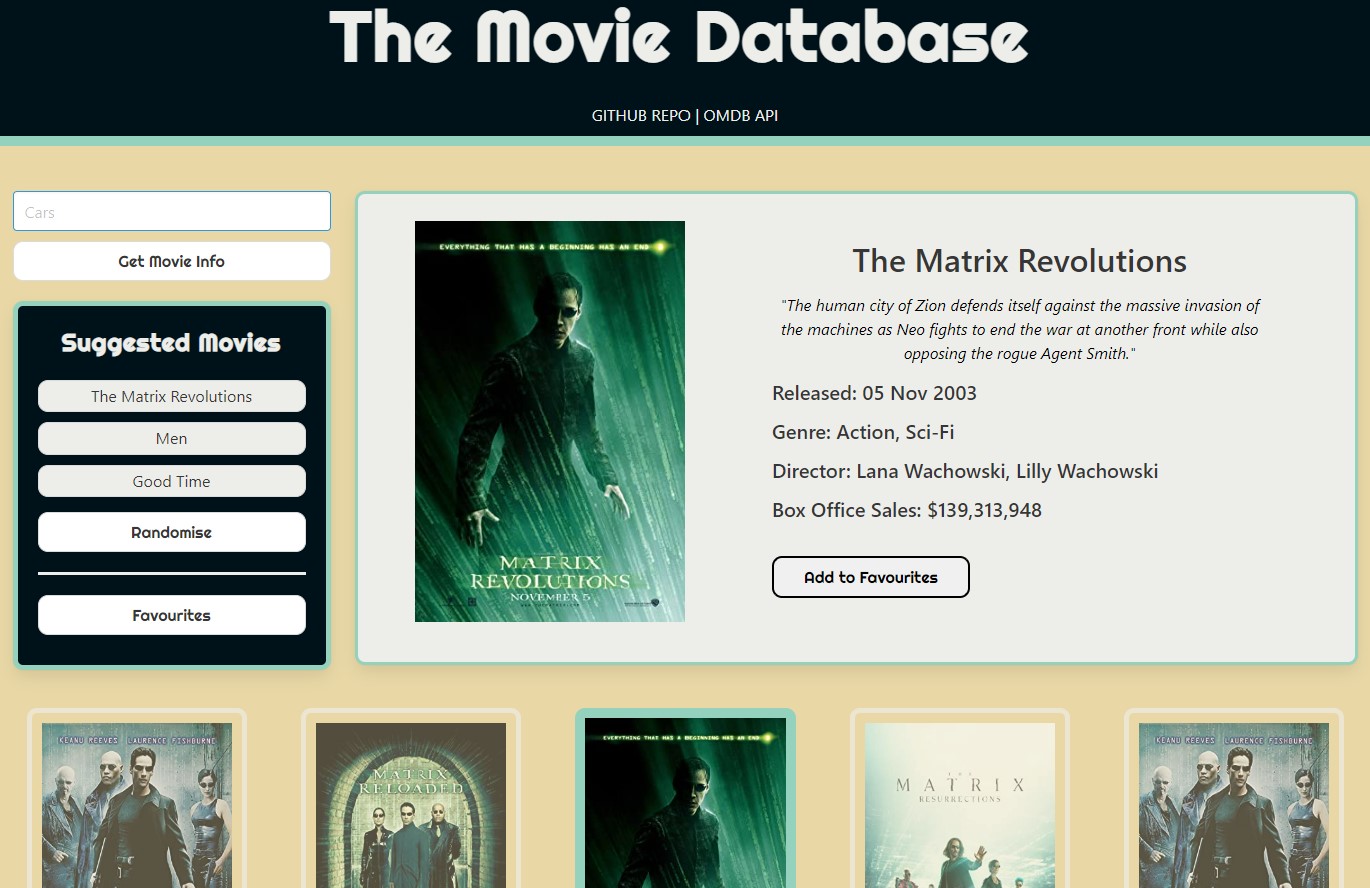 The Movie Database
GITHUB REPO | OMDB API
Cars
Get Movie Info
Suggested Movies
The Matrix Revolutions
Men
Good Time
Randomise
Favourites
EVERYTHING THAT HAS A BEGINNING HAS AN END
MATRIX
REVOLUTIONS
NOVEMBER 5
The Matrix Revolutions
"The human city of Zion defends itself against the massive invasion of
the machines as Neo fights to end the war at another front while also
opposing the rogue Agent Smith."
Released: 05 Nov 2003
Genre: Action, Sci-Fi
Director: Lana Wachowski, Lilly Wachowski
Box Office Sales: $139,313,948
Add to Favourites
KEANU REEVES LAURENCE FISHBURNE
MATRIX
RELOADED
EVERYTHING THAT HAS A BEGINNING HAS AN END
THE
MATRIX
RESURRECTIONS
KEANU REEVES LAURENCE FISHBURNE